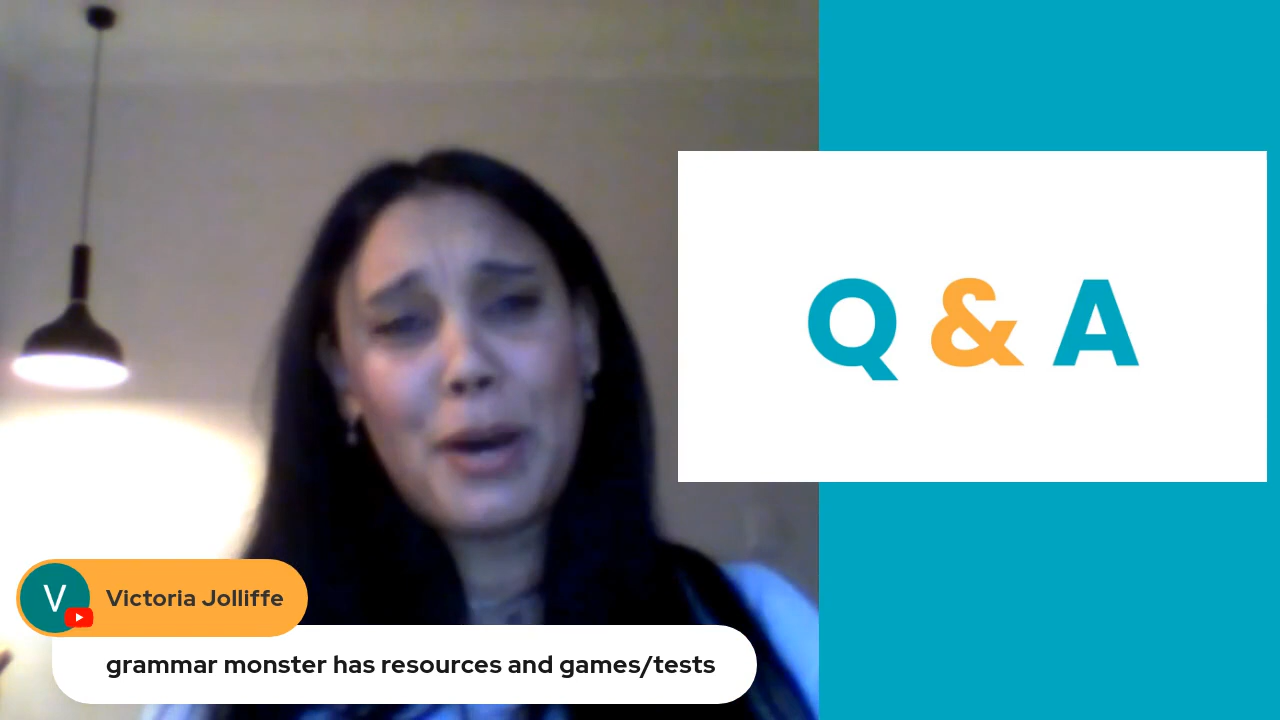 Q & A
V
Victoria Jolliffe
grammar monster has resources and games/tests